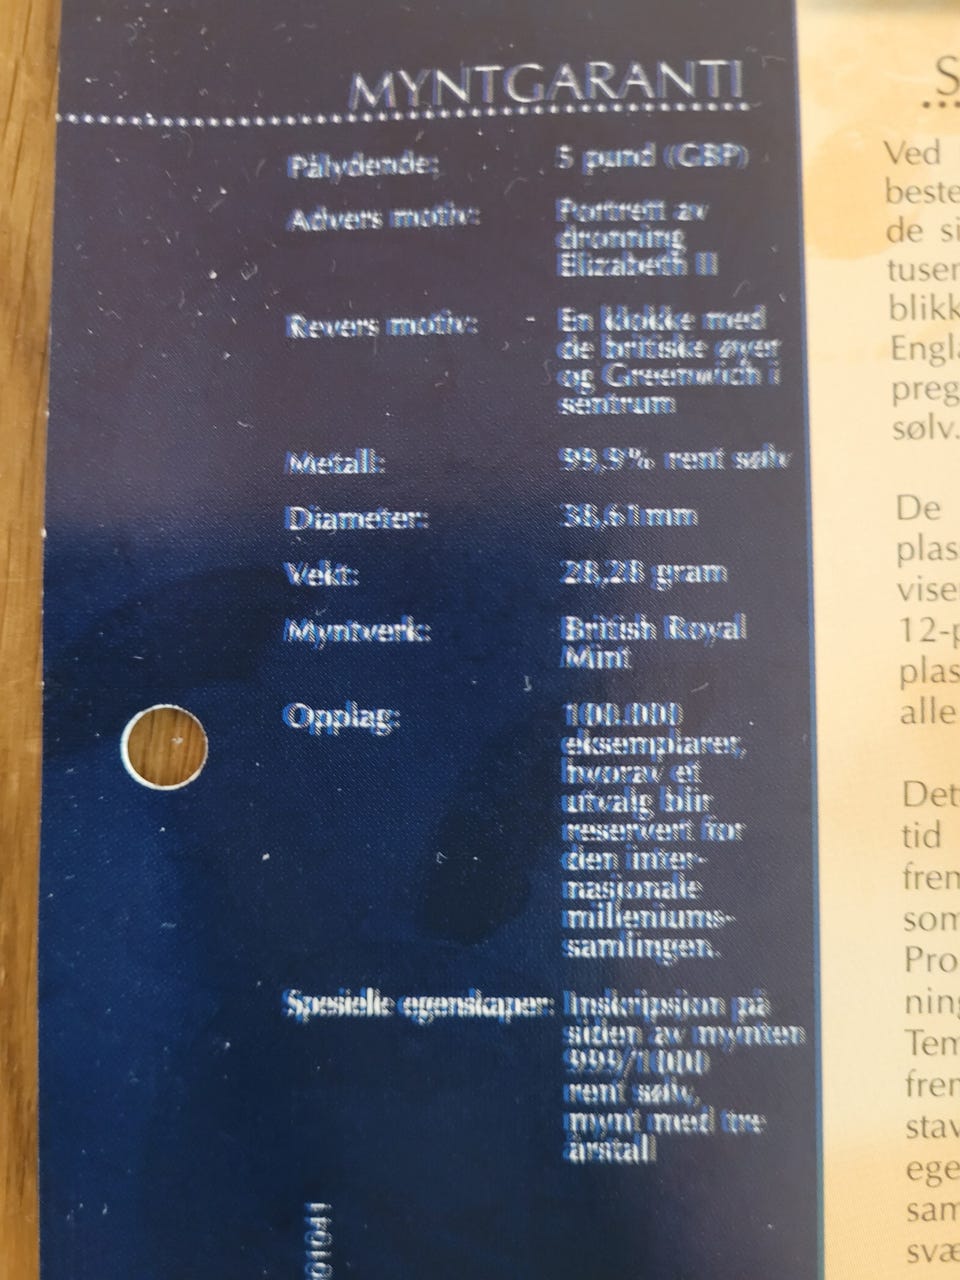 MYNTGARANTI
Pålydende: 5 pund (GBP)
Advers motiv: Portrett av
dronning
Elizabeth II
Revers motiv: En klokke med
de britiske øyer
og Greenwich i
sentrum
Metall: 99,9% rent sølv
Diameter: 38,61mm
Vekt: 28,28 gram
Myntverk: British Royal
Mint
Opplag: 100.000
eksemplarer,
hvorav et
utvalg blir
reservert for
den inter-
nasjonale
milleniums-
samlingen.
Spesielle egenskaper: Inskripsjon på
siden av mynten
999/1000
rent sølv,
mynt med tre
årstall
01041
S
Ved
beste
de si
tusen
blikk
Engla
preg
sølv.
De
plas
viser
12-p
plas
alle
Det
tid
frem
som
Pro
ning
Tem
frem
stav
ege
sam
svæ